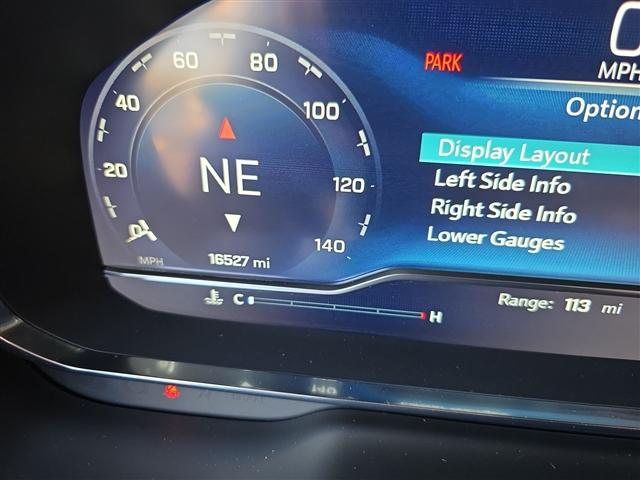 60
80
PARK
MPH
40
100
Option
Display Layout
Left Side Info
20
NE
120
Right Side Info
Lower Gauges
140
MPH
16527 mi
C
H
Range: 113 mi